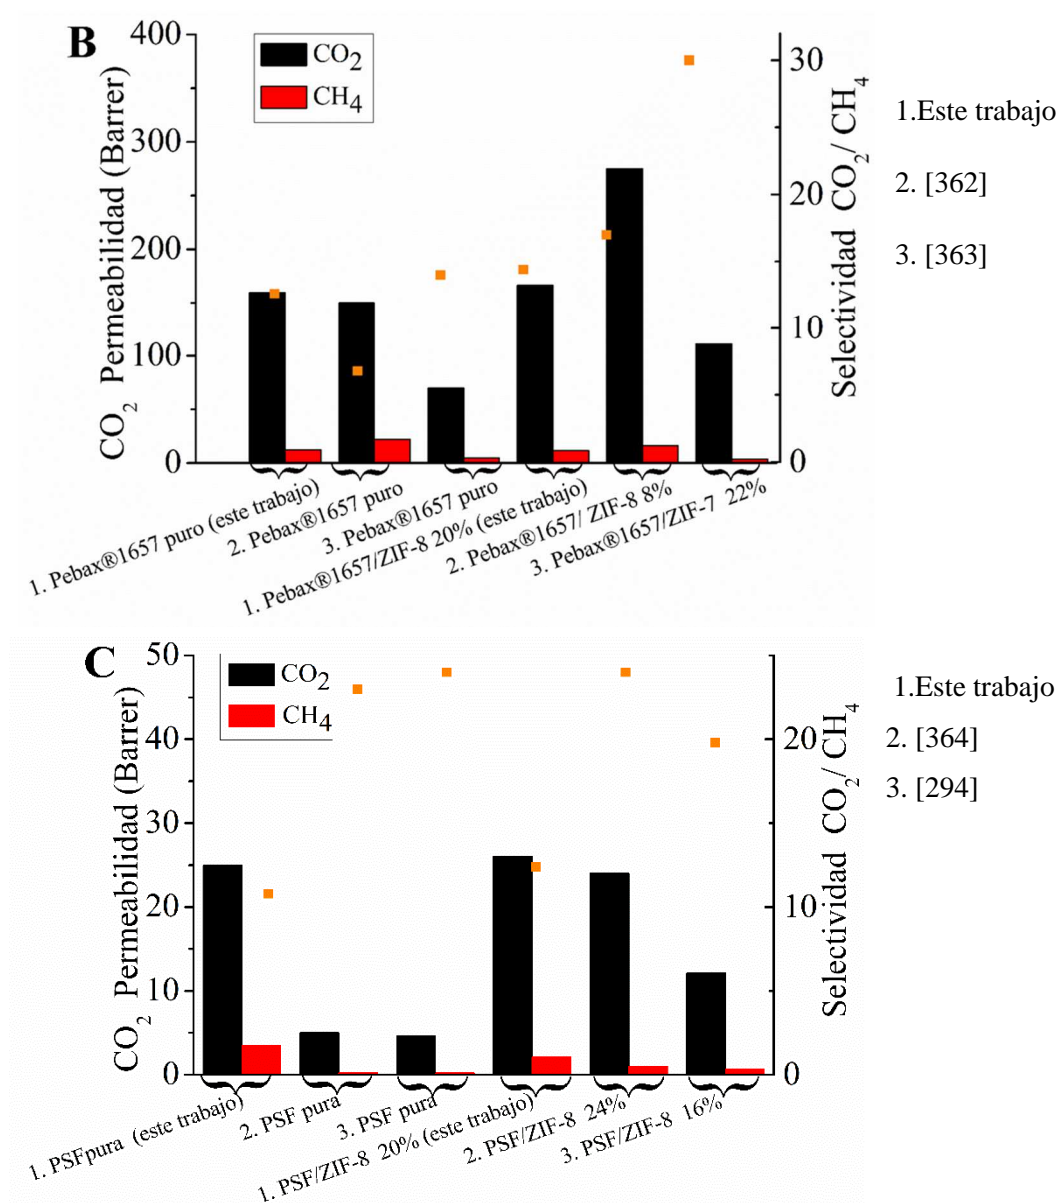 B
CO2
CH4
400
300
200
100
0
CO2 Permeabilidad (Barrer)
30
20
10
0
Selectividad CO2/ CH4
1. Pebax®1657 puro (este trabajo)
2. Pebax®1657 puro
3. Pebax®1657 puro
1. Pebax®1657/ZIF-8 20% (este trabajo)
2. Pebax®1657/ ZIF-8 8%
3. Pebax®1657/ZIF-7 22%
1.Este trabajo
2. [362]
3. [363]
C
CO2
CH4
50
40
30
20
10
0
CO2 Permeabilidad (Barrer)
20
10
0
Selectividad CO2/ CH4
1. PSFpura (este trabajo)
2. PSF pura
3. PSF pura
1. PSF/ZIF-8 20% (este trabajo)
2. PSF/ZIF-8 24%
3. PSF/ZIF-8 16%
1.Este trabajo
2. [364]
3. [294]